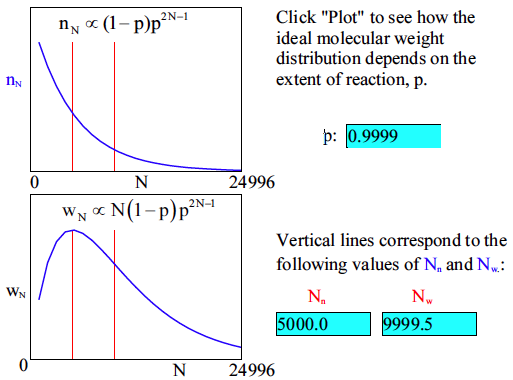 n_N ∝ (1-p)p^{2N-1}
n_N
0 N 24996
w_N ∝ N(1-p)p^{2N-1}
w_N
0 N 24996
Click "Plot" to see how the
ideal molecular weight
distribution depends on the
extent of reaction, p.
p: 0.9999
Vertical lines correspond to the
following values of N_n and N_w:
N_n N_w
5000.0 9999.5